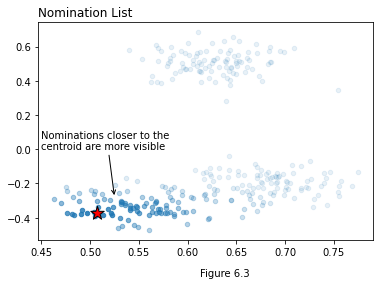 Nomination List
0.6
0.4
0.2
0.0
−0.2
−0.4
Nominations closer to the
centroid are more visible
0.45 0.50 0.55 0.60 0.65 0.70 0.75
Figure 6.3